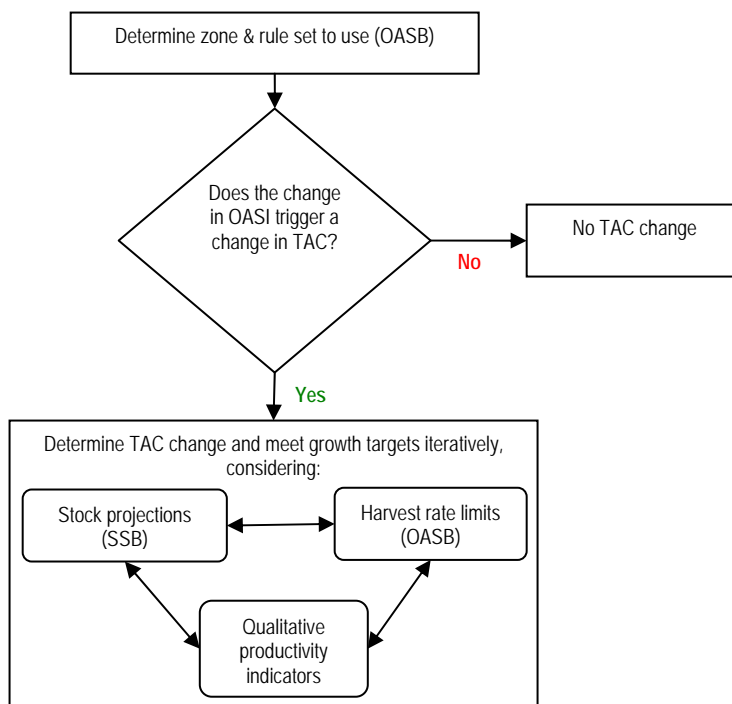 Determine zone & rule set to use (OASB)
Does the change
in OASI trigger a
change in TAC?
No TAC change
No
Yes
Determine TAC change and meet growth targets iteratively,
considering:
Stock projections
(SSB)
Harvest rate limits
(OASB)
Qualitative
productivity
indicators